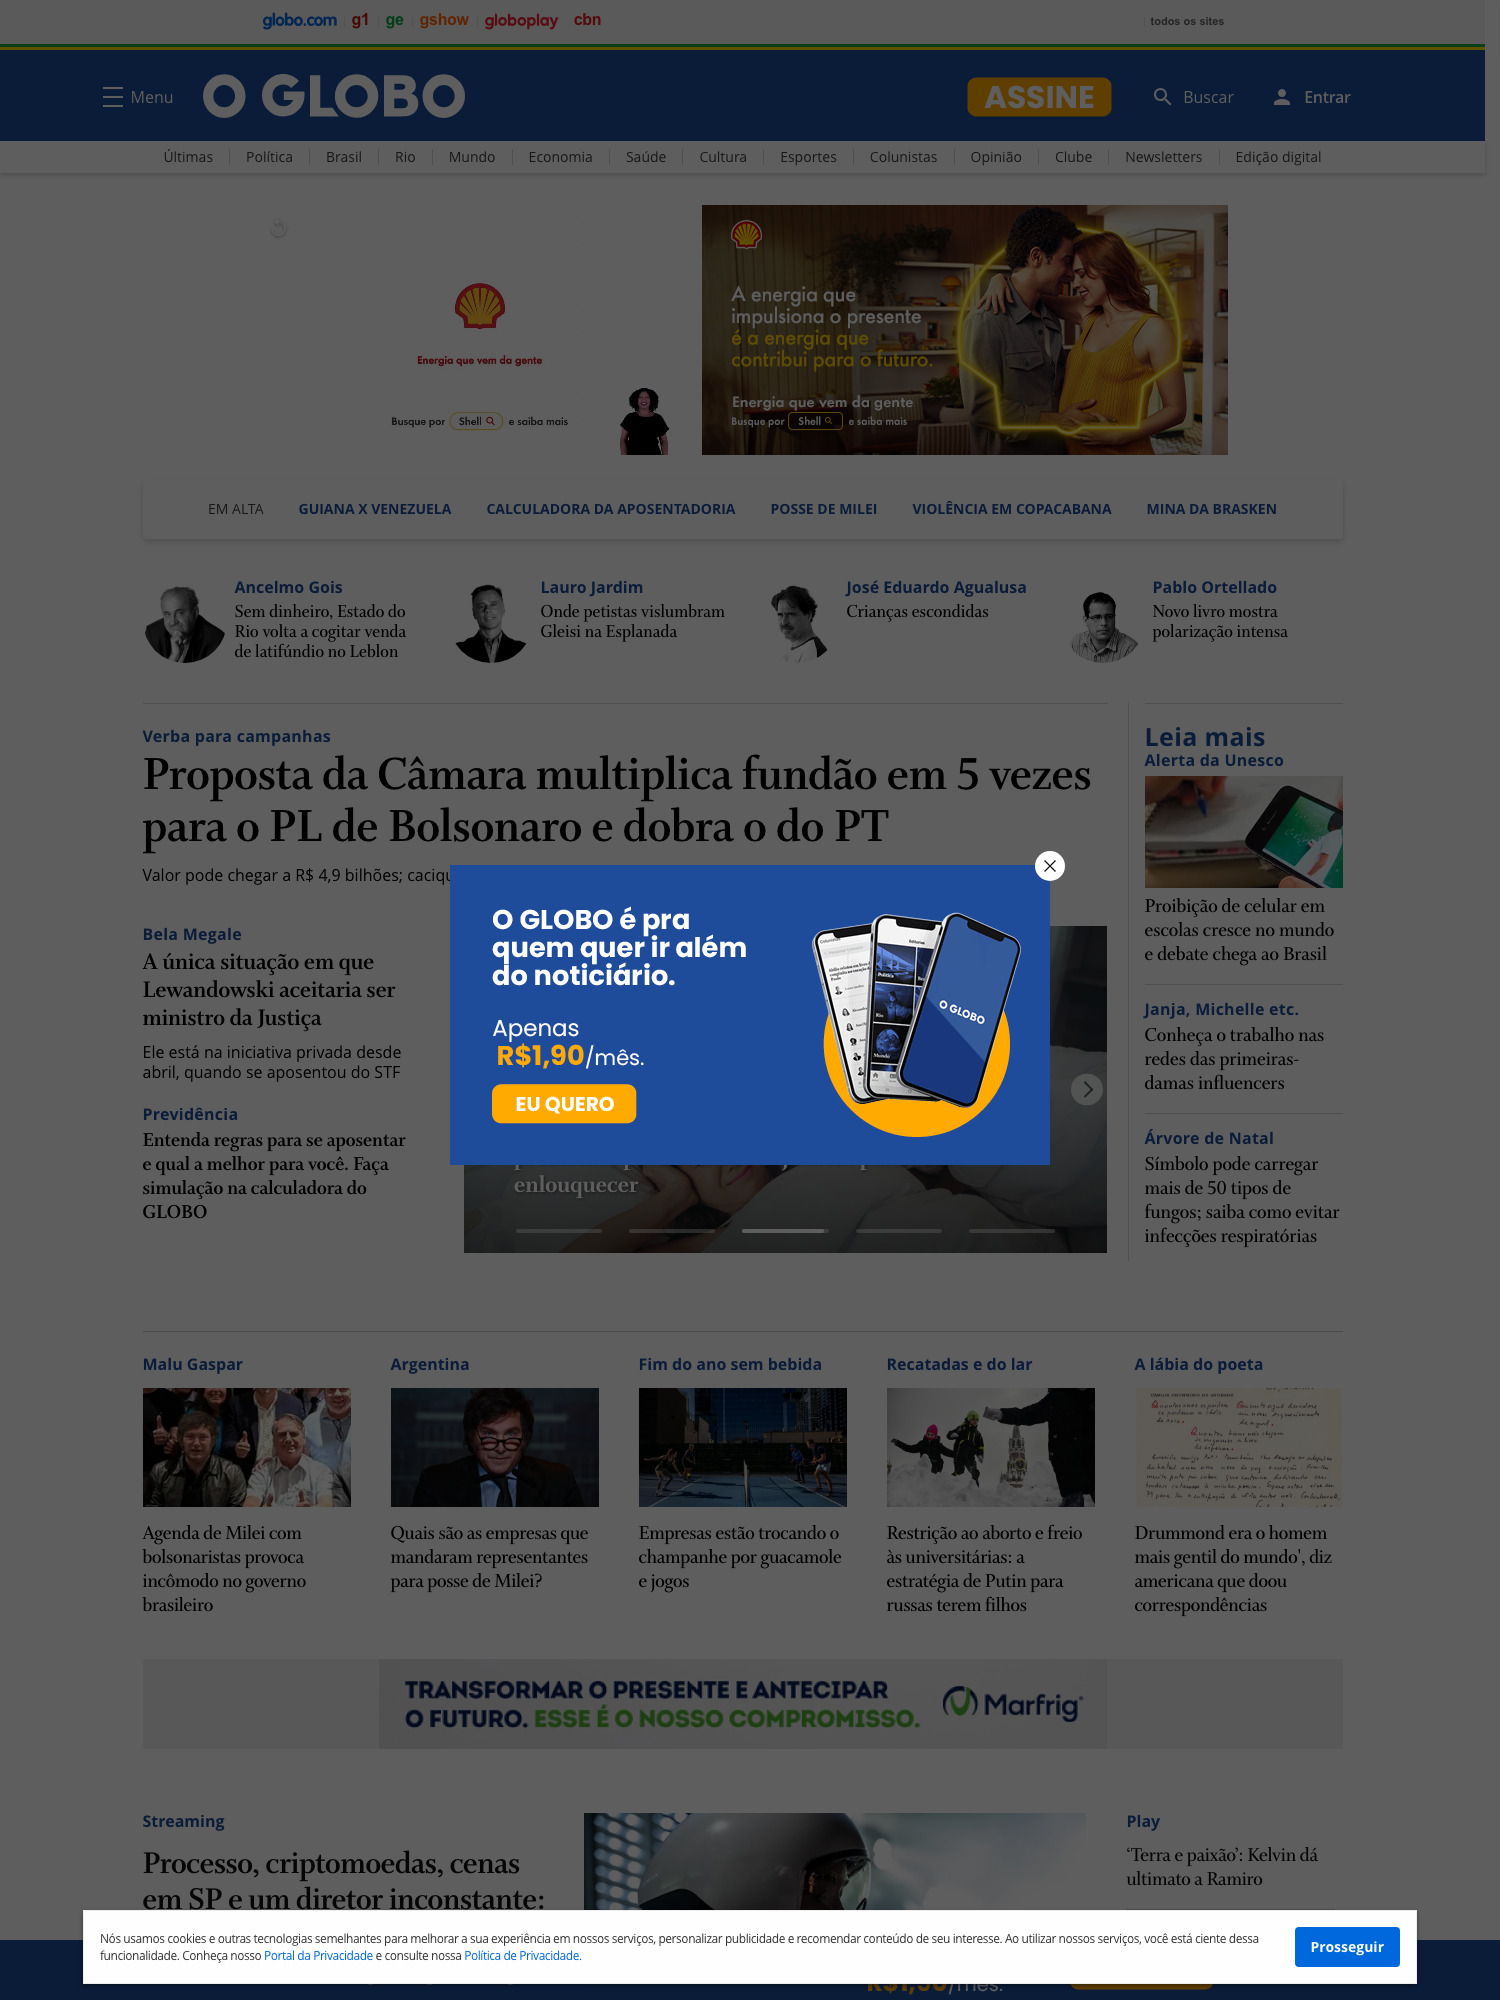 globo.com g1 ge gshow globoplay cbn todos os sites
Menu O GLOBO ASSINE Buscar Entrar
Últimas Política Brasil Rio Mundo Economia Saúde Cultura Esportes Colunistas Opinião Clube Newsletters Edição digital
Energia que vem da gente
Busque por Shell e saiba mais
A energia que
impulsiona o presente
é a energia que
contribui para o futuro.
Energia que vem da gente
Busque por Shell e saiba mais
EM ALTA GUIANA X VENEZUELA CALCULADORA DA APOSENTADORIA POSSE DE MILEI VIOLÊNCIA EM COPACABANA MINA DA BRASKEN
Ancelmo Gois
Sem dinheiro, Estado do
Rio volta a cogitar venda
de latifúndio no Leblon
Lauro Jardim
Onde petistas vislumbram
Gleisi na Esplanada
José Eduardo Agualusa
Crianças escondidas
Pablo Ortellado
Novo livro mostra
polarização intensa
Verba para campanhas
Proposta da Câmara multiplica fundão em 5 vezes
para o PL de Bolsonaro e dobra o do PT
Valor pode chegar a R$ 4,9 bilhões;
Bela Megale
A única situação em que
Lewandowski aceitaria ser
ministro da Justiça
Ele está na iniciativa privada desde
abril, quando se aposentou do STF
Previdência
Entenda regras para se aposentar
e qual a melhor para você. Faça
simulação na calculadora do
GLOBO
O GLOBO é pra
quem quer ir além
do noticiário.
Apenas
R$1,90/mês.
EU QUERO
Editorias
Política
Rio
Mundo
O GLOBO
enlouquecer
Leia mais
Alerta da Unesco
Proibição de celular em
escolas cresce no mundo
e debate chega ao Brasil
Janja, Michelle etc.
Conheça o trabalho nas
redes das primeiras-
damas influencers
Árvore de Natal
Símbolo pode carregar
mais de 50 tipos de
fungos; saiba como evitar
infecções respiratórias
Malu Gaspar
Agenda de Milei com
bolsonaristas provoca
incômodo no governo
brasileiro
Argentina
Quais são as empresas que
mandaram representantes
para posse de Milei?
Fim do ano sem bebida
Empresas estão trocando o
champanhe por guacamole
e jogos
Recatadas e do lar
Restrição ao aborto e freio
às universitárias: a
estratégia de Putin para
russas terem filhos
A lábia do poeta
Drummond era o homem
mais gentil do mundo', diz
americana que doou
correspondências
TRANSFORMAR O PRESENTE E ANTECIPAR
O FUTURO. ESSE É O NOSSO COMPROMISSO.
Marfrig
Streaming
Processo, criptomoedas, cenas
em SP e um diretor inconstante:
Play
‘Terra e paixão’: Kelvin dá
ultimato a Ramiro
Nós usamos cookies e outras tecnologias semelhantes para melhorar a sua experiência em nossos serviços, personalizar publicidade e recomendar conteúdo de seu interesse. Ao utilizar nossos serviços, você está ciente dessa
funcionalidade. Conheça nosso Portal da Privacidade e consulte nossa Política de Privacidade.
Prosseguir
R$1,90/mês.